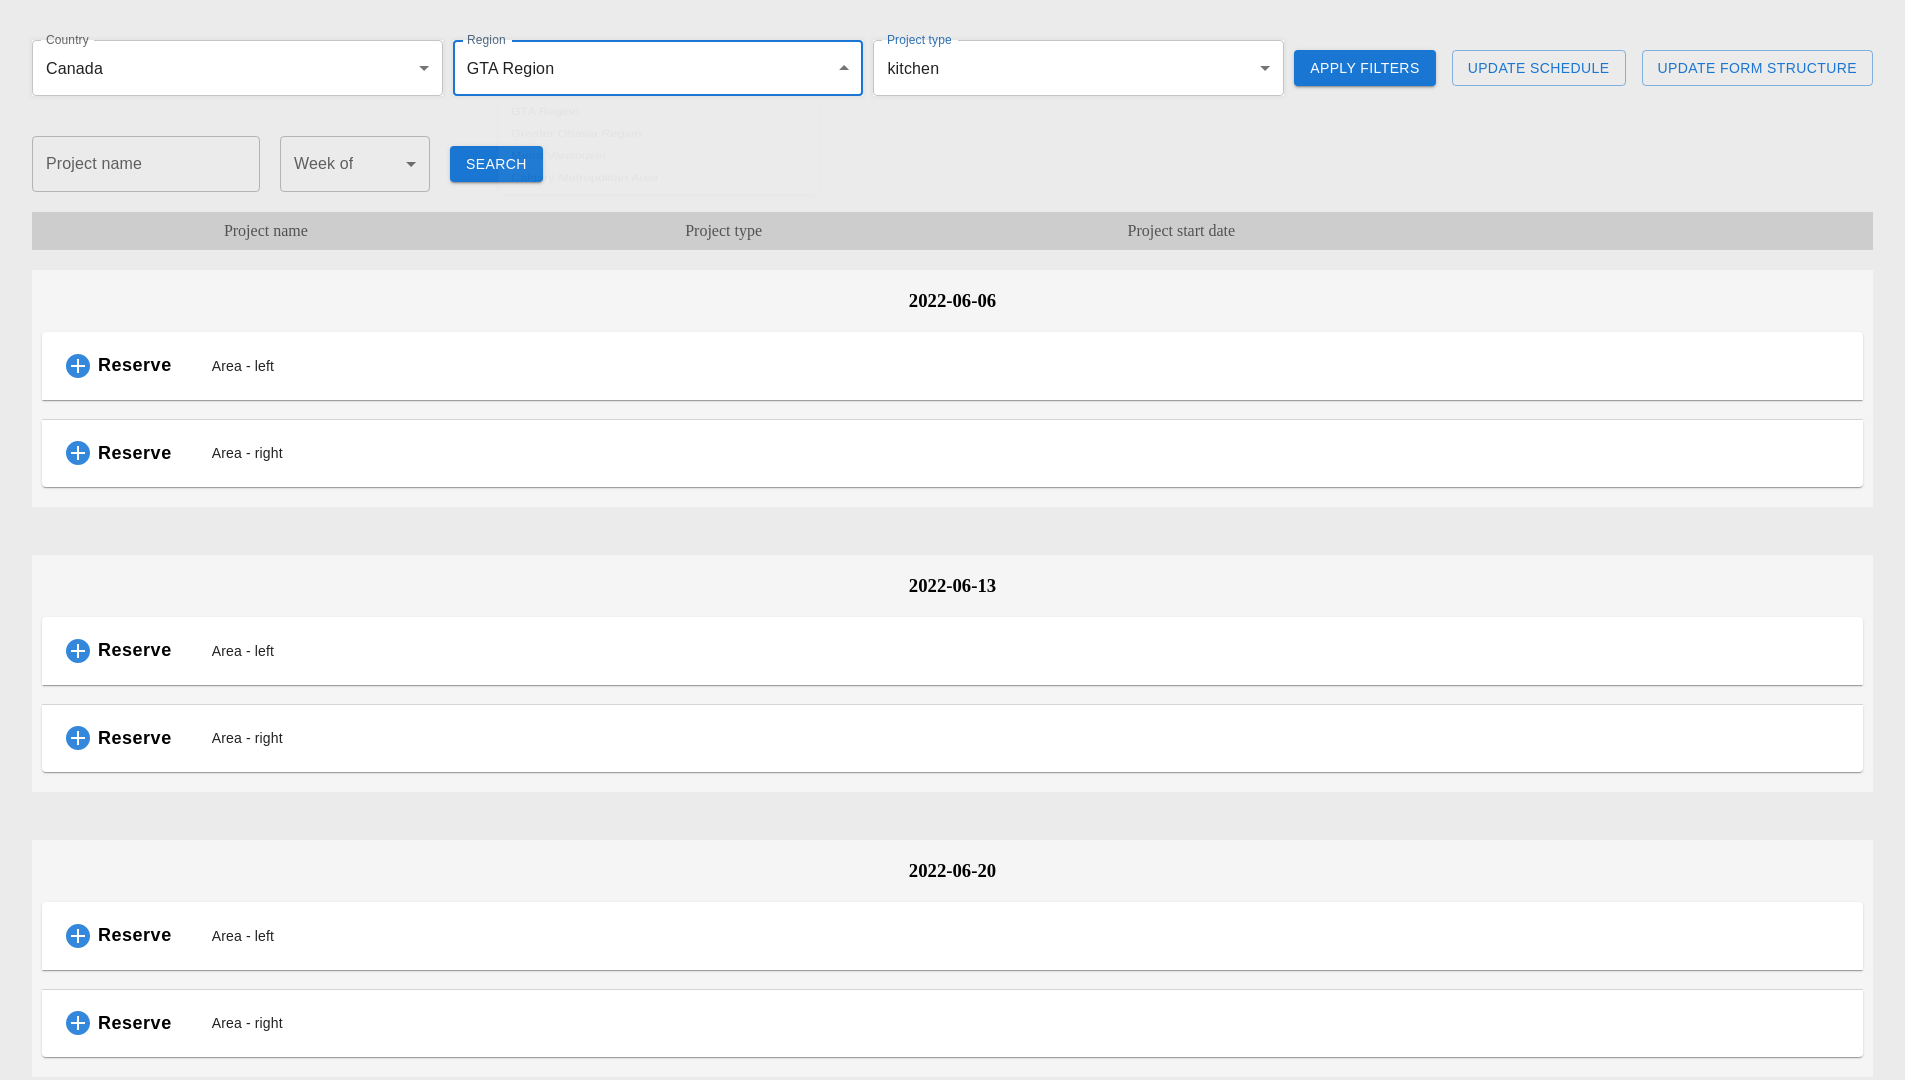 Country
Canada
Region
GTA Region
Project type
kitchen
APPLY FILTERS
UPDATE SCHEDULE
UPDATE FORM STRUCTURE
GTA Region
Greater Ottawa Region
Metropolitan Area
Project name
Week of
SEARCH
Project name
Project type
Project start date
2022-06-06
Reserve
Area - left
Reserve
Area - right
2022-06-13
Reserve
Area - left
Reserve
Area - right
2022-06-20
Reserve
Area - left
Reserve
Area - right